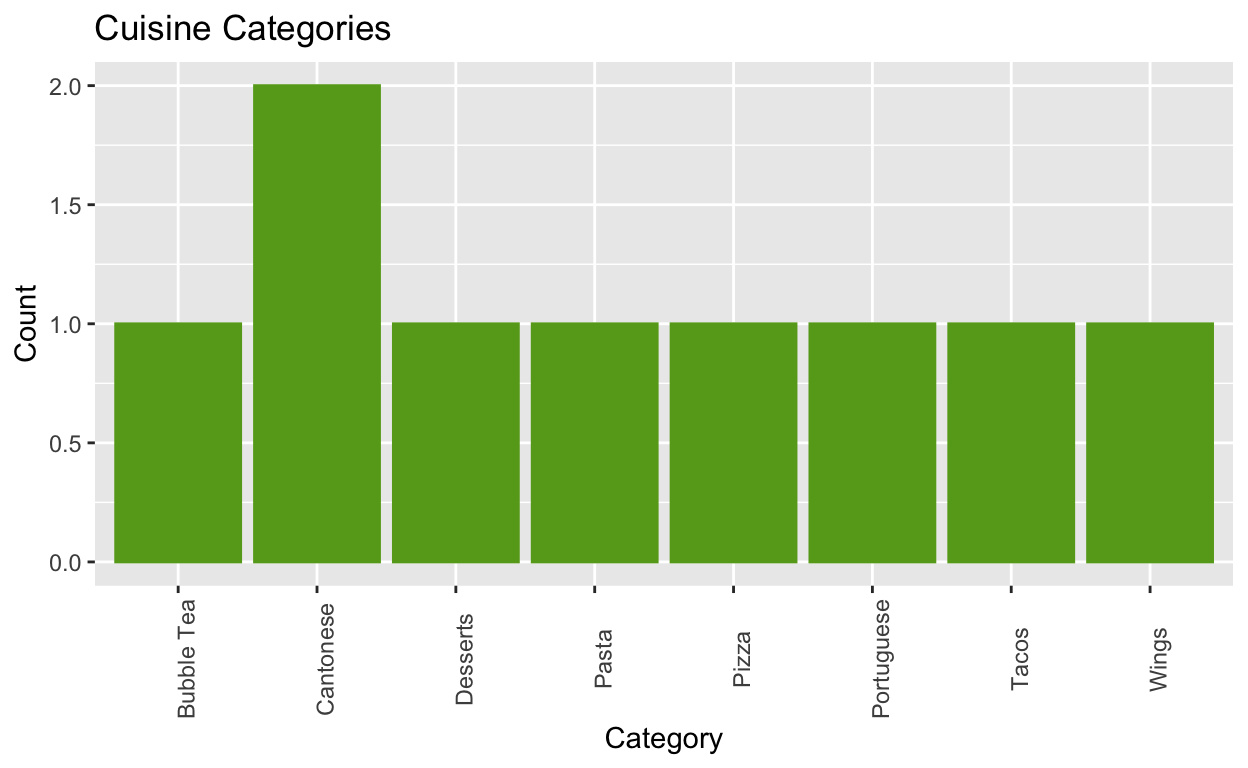 Cuisine Categories
2.0
1.5
1.0
0.5
0.0
Count
Bubble Tea
Cantonese
Desserts
Pasta
Pizza
Portuguese
Tacos
Wings
Category